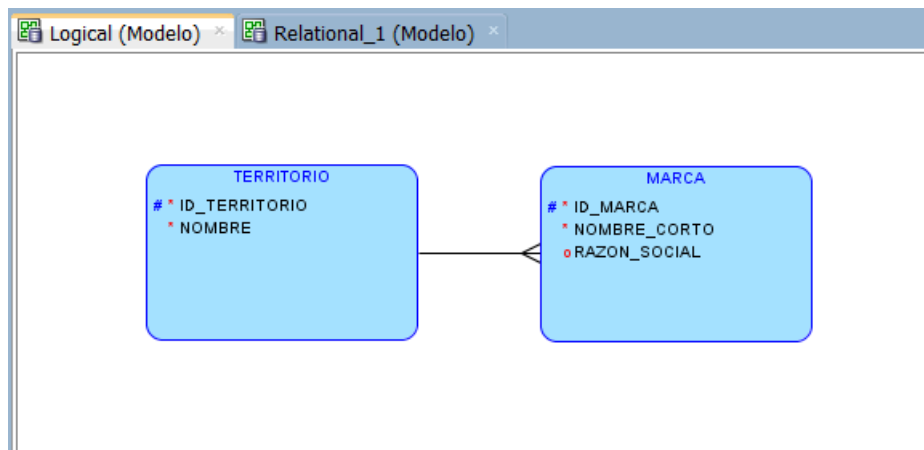 Logical (Modelo) Relational_1 (Modelo)
TERRITORIO
# * ID_TERRITORIO
* NOMBRE
MARCA
# * ID_MARCA
* NOMBRE_CORTO
o RAZON_SOCIAL